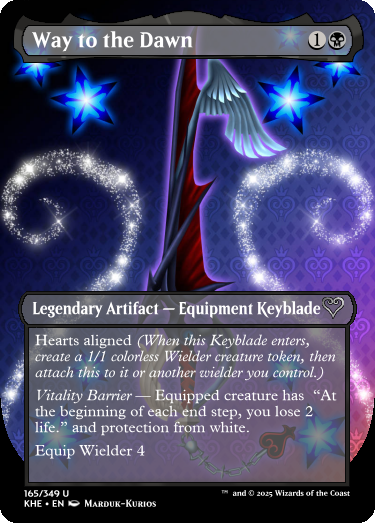 Way to the Dawn 1
Legendary Artifact — Equipment Keyblade
Hearts aligned (When this Keyblade enters,
create a 1/1 colorless Wielder creature token, then
attach this to it or another wielder you control.)
Vitality Barrier — Equipped creature has “At
the beginning of each end step, you lose 2
life.” and protection from white.
Equip Wielder 4
165/349 U
KHE • EN Marduk-Kurios
™ and © 2025 Wizards of the Coast